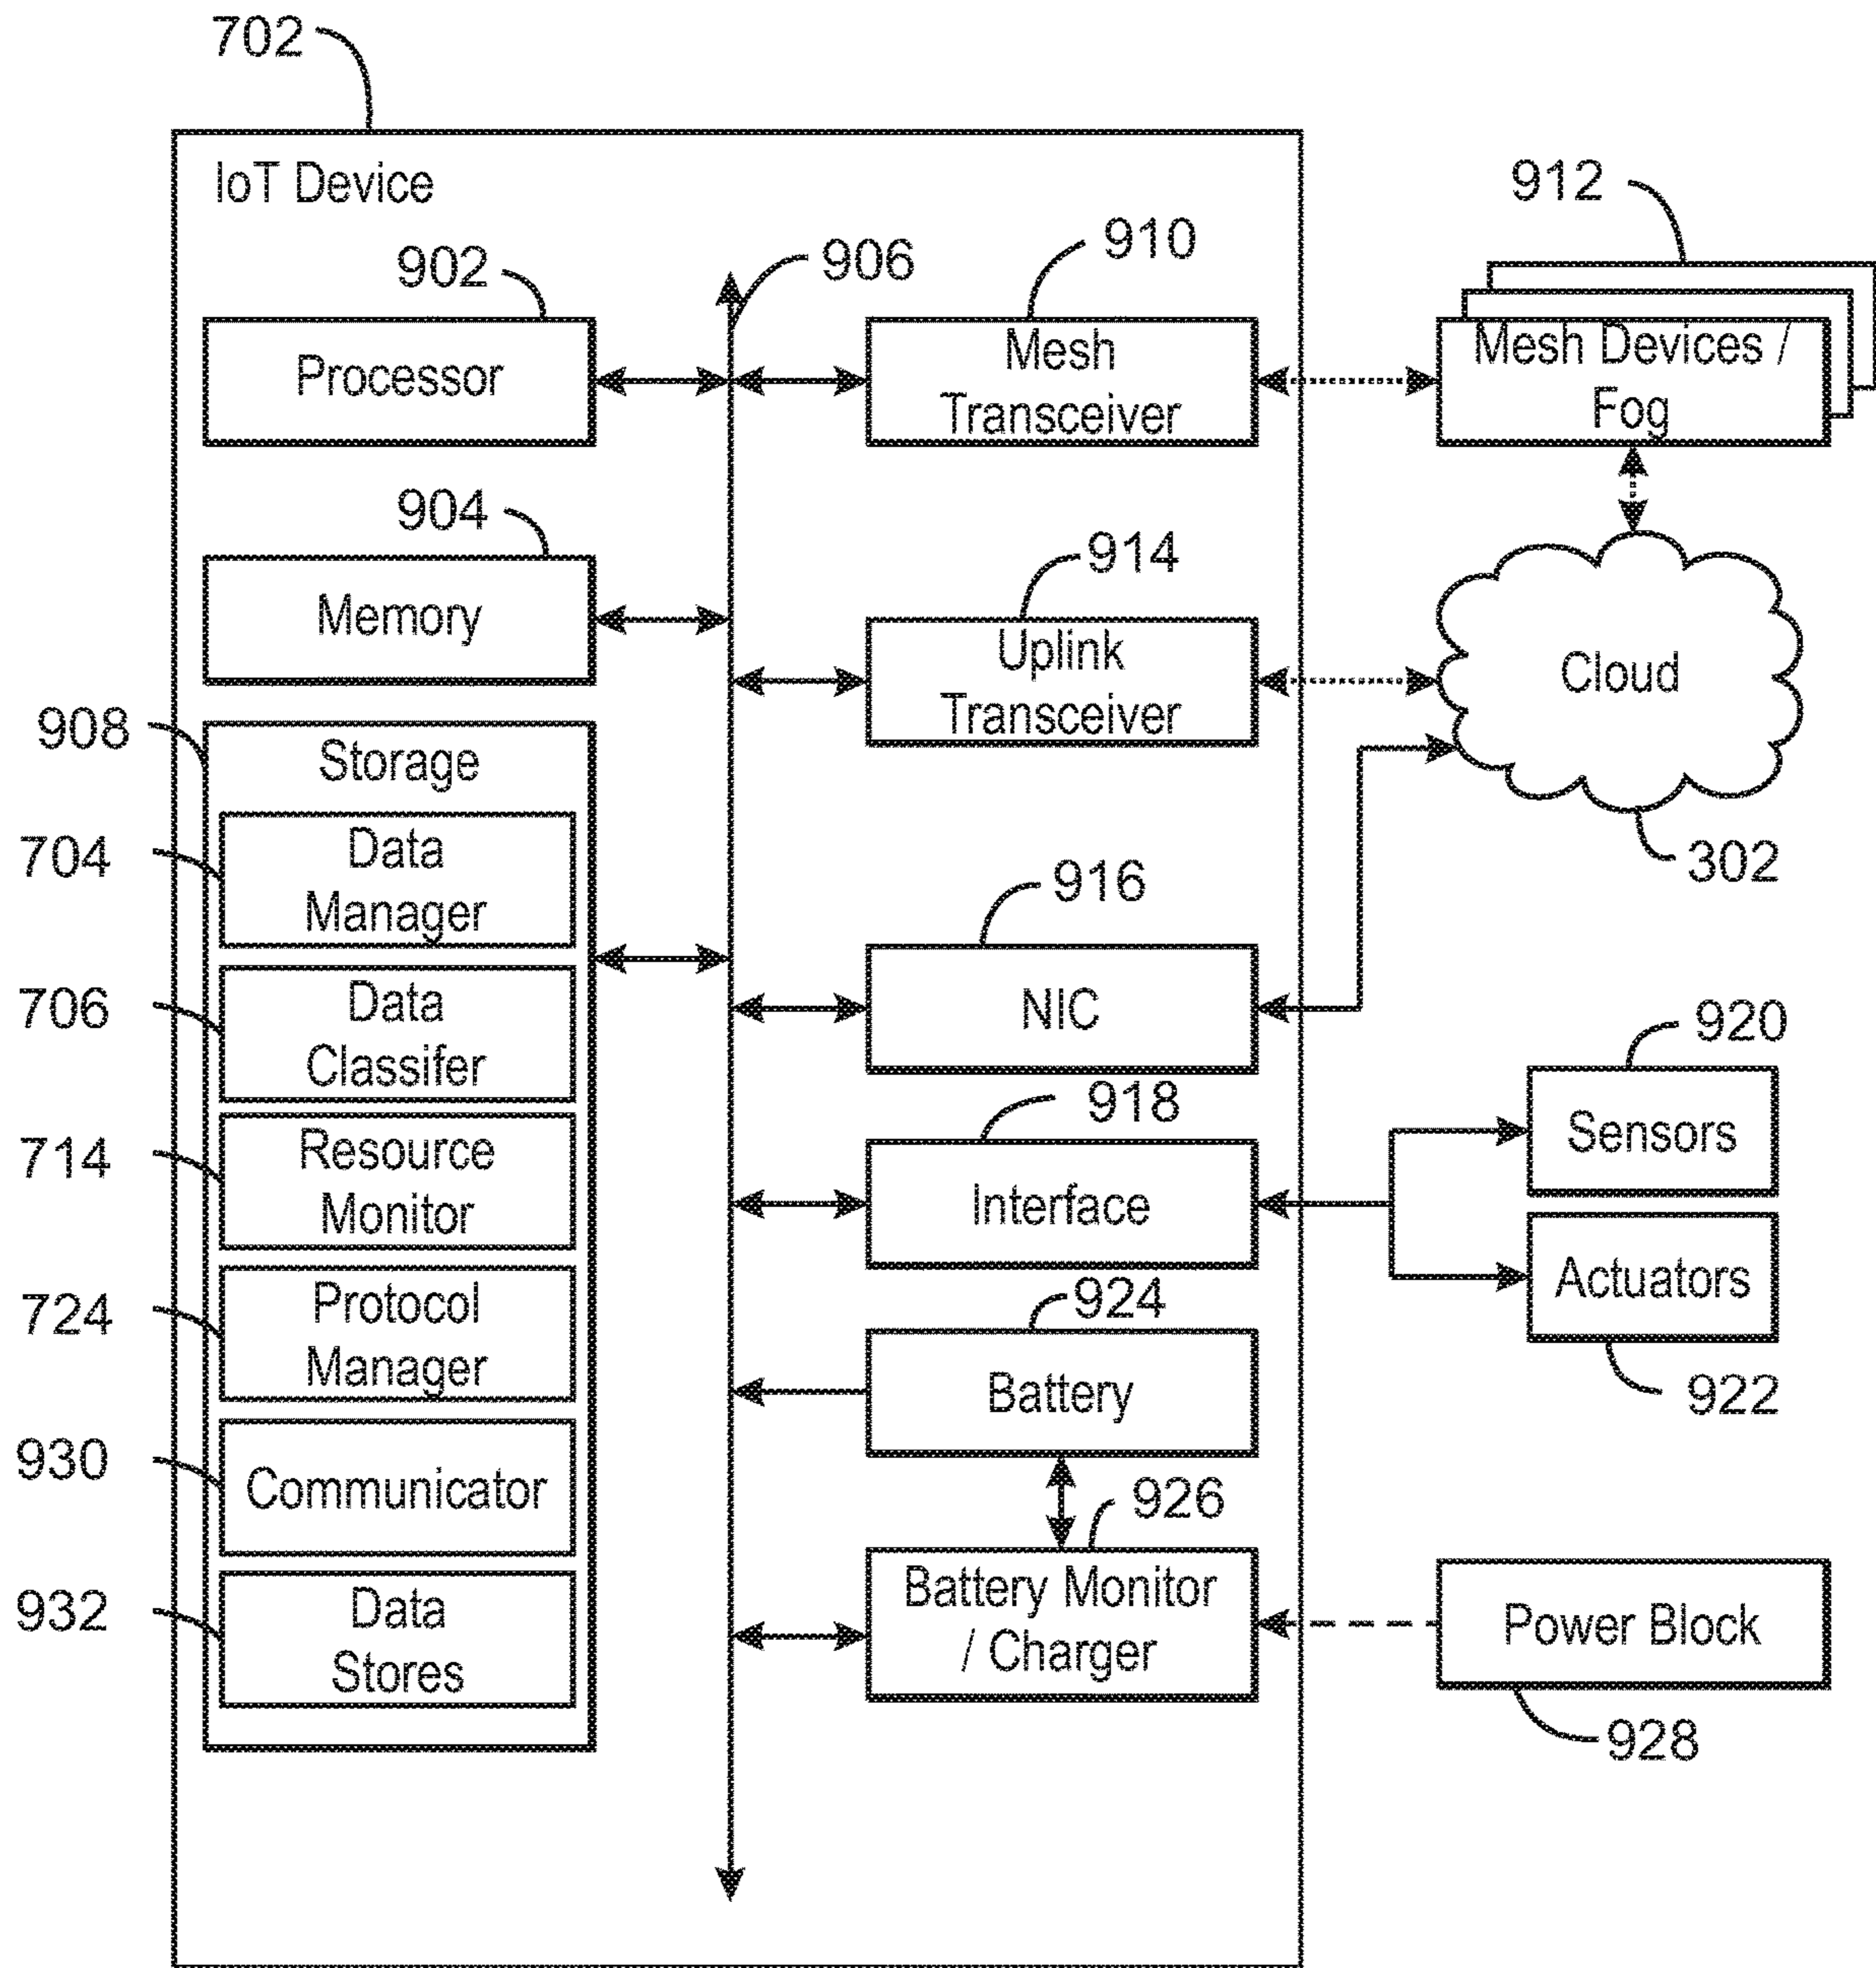 702
IoT Device
902
Processor
904
Memory
908
Storage
704
Data
Manager
706
Data
Classifer
714
Resource
Monitor
724
Protocol
Manager
930
Communicator
932
Data
Stores
906
910
Mesh
Transceiver
914
Uplink
Transceiver
916
NIC
918
Interface
924
Battery
926
Battery Monitor
/ Charger
912
Mesh Devices /
Fog
Cloud
302
920
Sensors
Actuators
922
Power Block
928